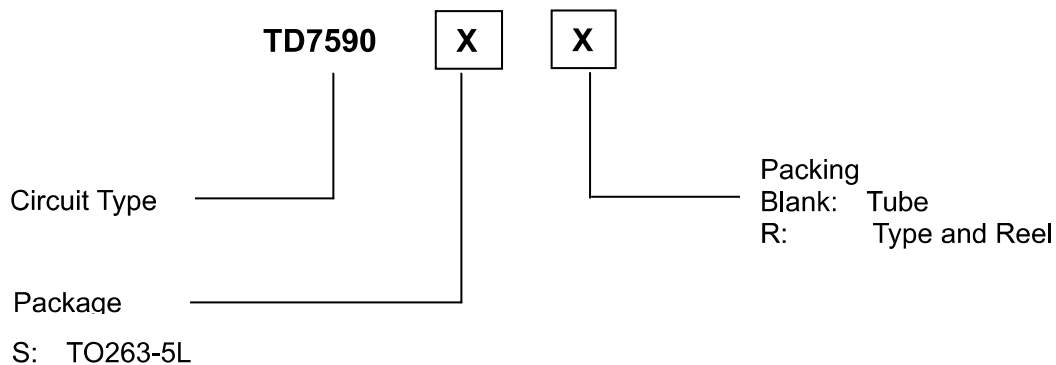 TD7590 X X
Circuit Type
Packing
Blank: Tube
R: Type and Reel
Package
S: TO263-5L